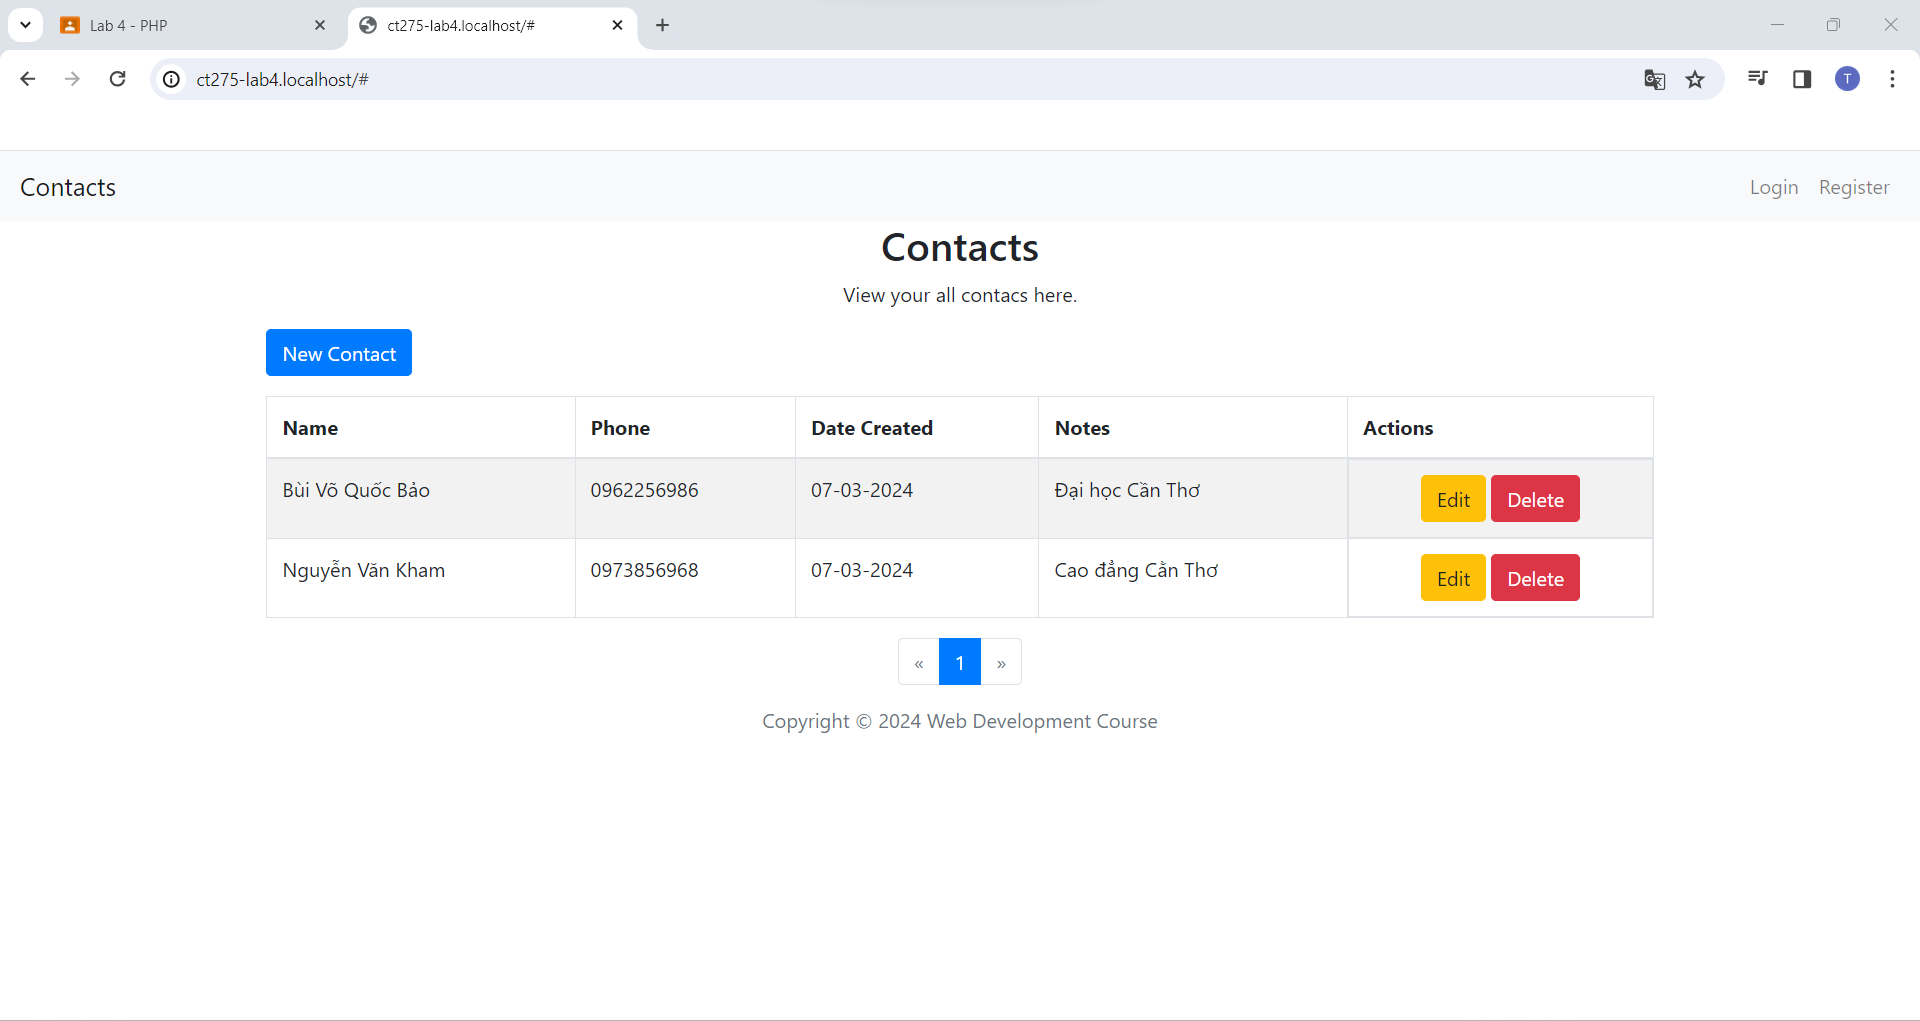 Lab 4 - PHP
ct275-lab4.localhost/#
ct275-lab4.localhost/#
T
Contacts
Login Register
Contacts
View your all contacs here.
New Contact
Name Phone Date Created Notes Actions
Bùi Võ Quốc Bảo 0962256986 07-03-2024 Đại học Cần Thơ Edit Delete
Nguyễn Văn Kham 0973856968 07-03-2024 Cao đẳng Cần Thơ Edit Delete
« 1 »
Copyright © 2024 Web Development Course